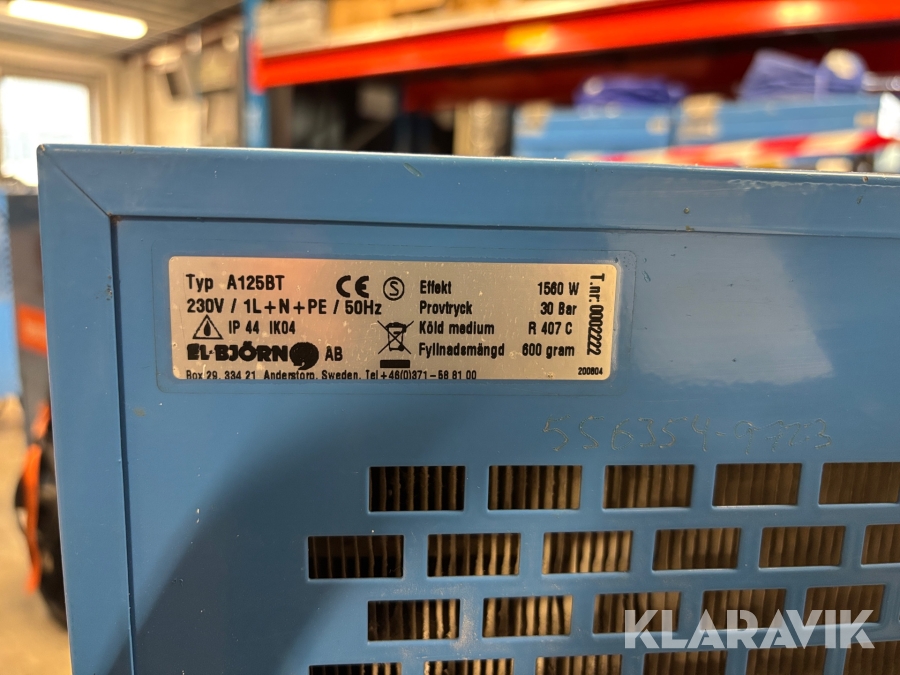 Typ A125BT
230V / 1L+N+PE / 50Hz
IP 44 IK04
EL-BJÖRN AB
CE S
Effekt 1560 W
Provtryck 30 Bar
Köld medium R 407 C
Fyllnadsmängd 600 gram
Box 29, 334 21 Anderstorp, Sweden, Tel +46(0)371-58 81 00
T.nr. 0002222
200804
KLARAVIK